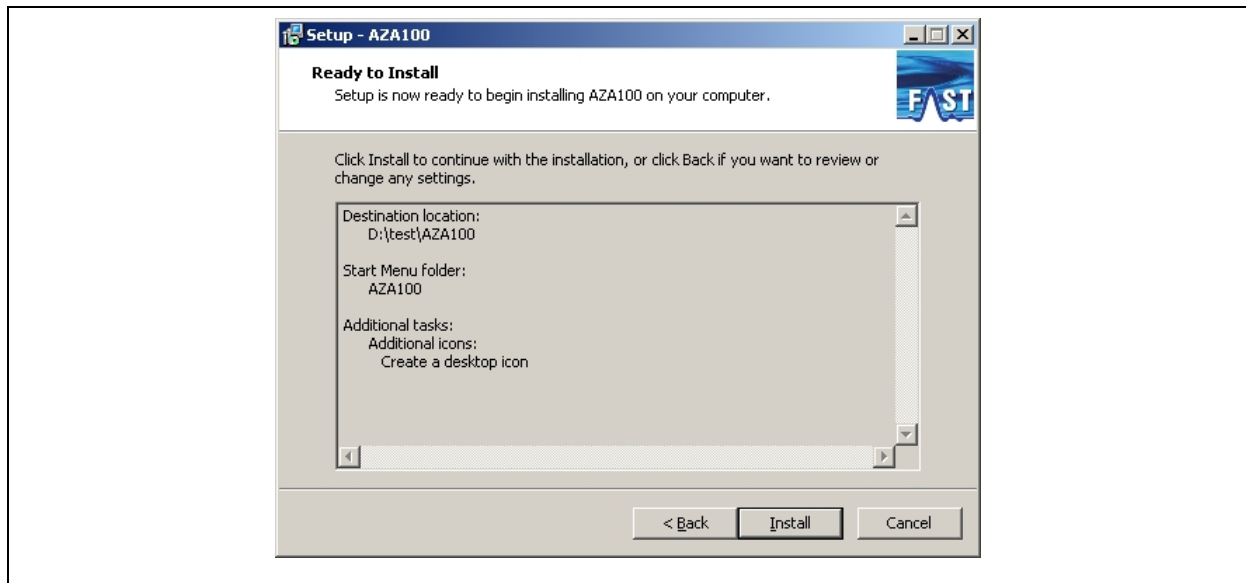 Setup - AZA100
Ready to Install
Setup is now ready to begin installing AZA100 on your computer.
FAST
Click Install to continue with the installation, or click Back if you want to review or
change any settings.
Destination location:
D:\test\AZA100
Start Menu folder:
AZA100
Additional tasks:
Additional icons:
Create a desktop icon
< Back
Install
Cancel